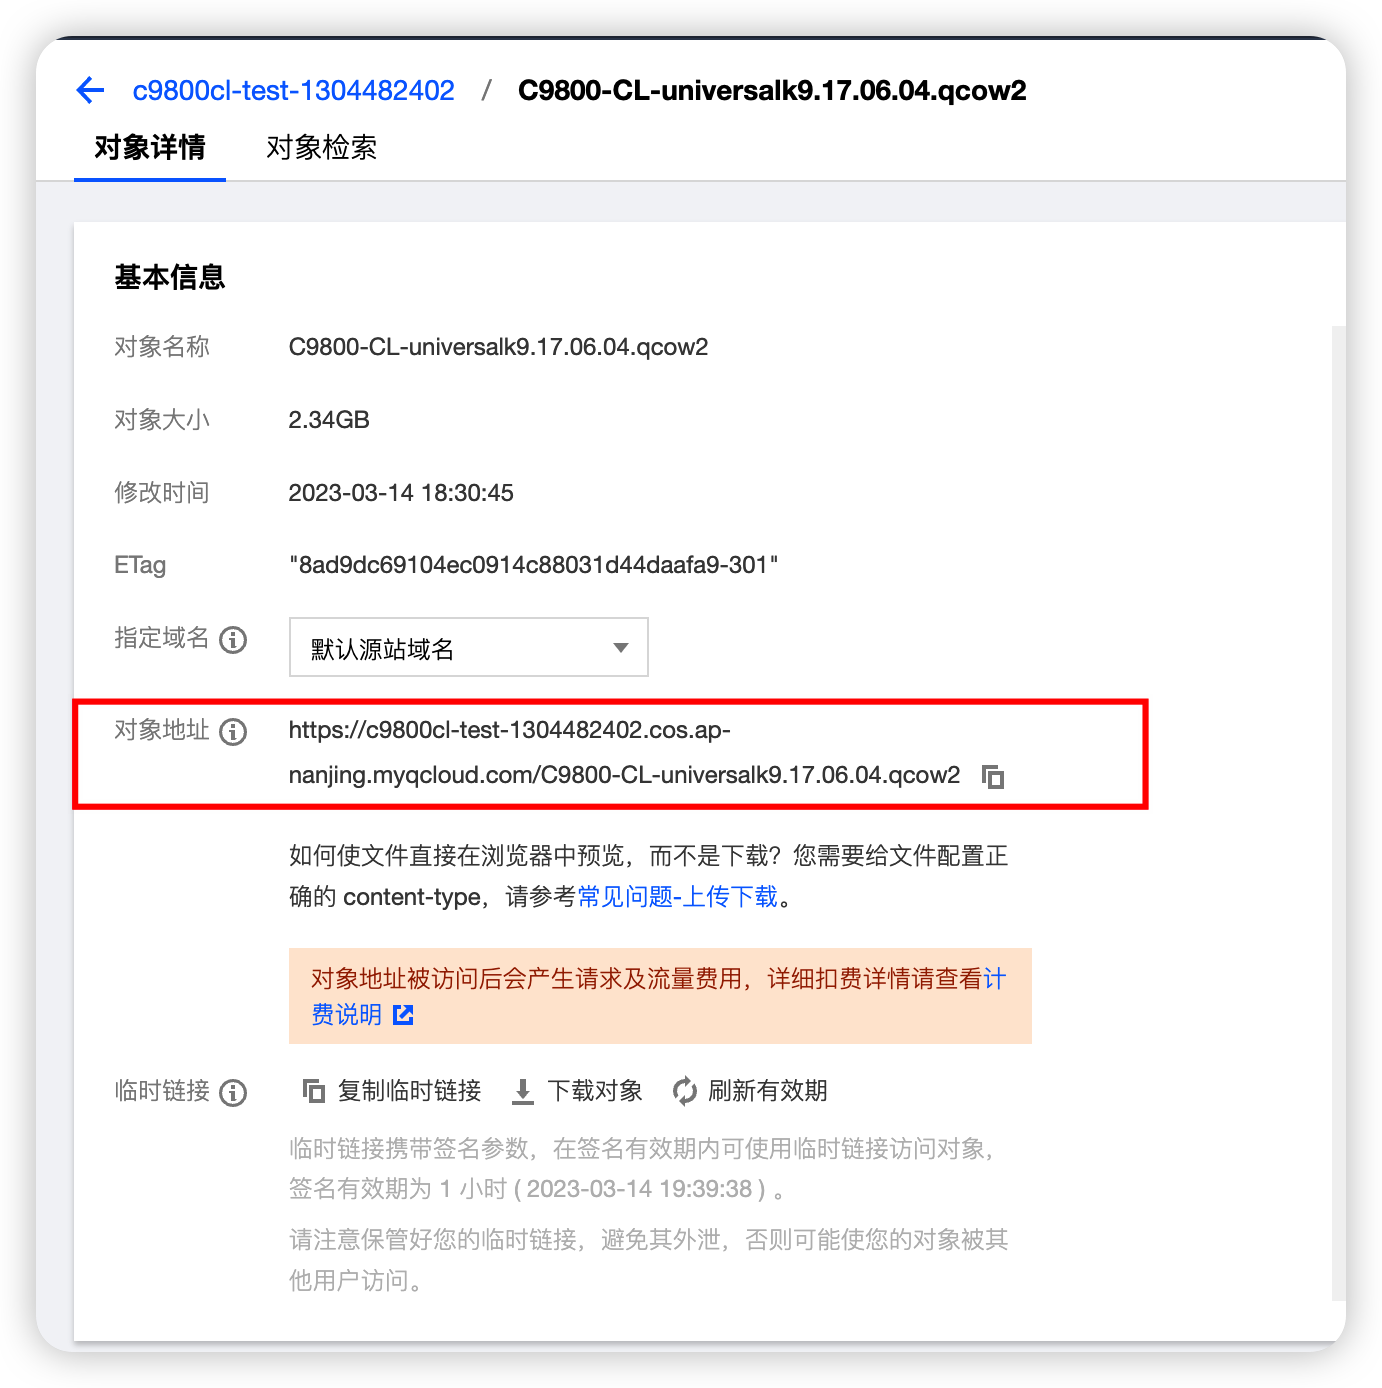 c9800cl-test-1304482402 / C9800-CL-universalk9.17.06.04.qcow2
对象详情 对象检索
基本信息
对象名称 C9800-CL-universalk9.17.06.04.qcow2
对象大小 2.34GB
修改时间 2023-03-14 18:30:45
ETag "8ad9dc69104ec0914c88031d44daafa9-301"
指定域名 默认源站域名
对象地址 https://c9800cl-test-1304482402.cos.ap-
nanjing.myqcloud.com/C9800-CL-universalk9.17.06.04.qcow2
如何使文件直接在浏览器中预览，而不是下载？您需要给文件配置正
确的 content-type，请参考常见问题-上传下载。
对象地址被访问后会产生请求及流量费用，详细扣费详情请查看计
费说明
临时链接 复制临时链接 下载对象 刷新有效期
临时链接携带签名参数，在签名有效期内可使用临时链接访问对象，
签名有效期为 1 小时 ( 2023-03-14 19:39:38 ) 。
请注意保管好您的临时链接，避免其外泄，否则可能使您的对象被其
他用户访问。